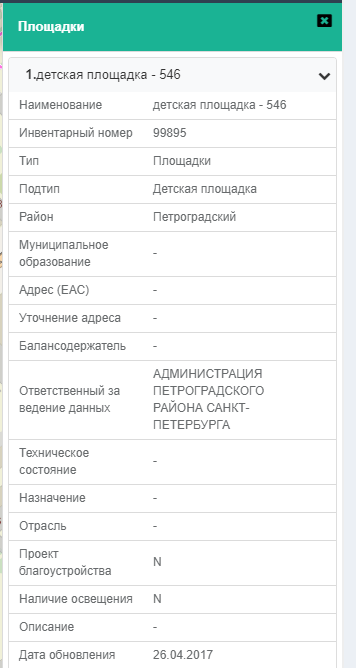 Площадки
1.детская площадка - 546
Наименование детская площадка - 546
Инвентарный номер 99895
Тип Площадки
Подтип Детская площадка
Район Петроградский
Муниципальное
образование -
Адрес (ЕАС) -
Уточнение адреса -
Балансодержатель -
Ответственный за
ведение данных
АДМИНИСТРАЦИЯ
ПЕТРОГРАДСКОГО
РАЙОНА САНКТ-
ПЕТЕРБУРГА
Техническое
состояние -
Назначение -
Отрасль -
Проект
благоустройства N
Наличие освещения N
Описание -
Дата обновления 26.04.2017